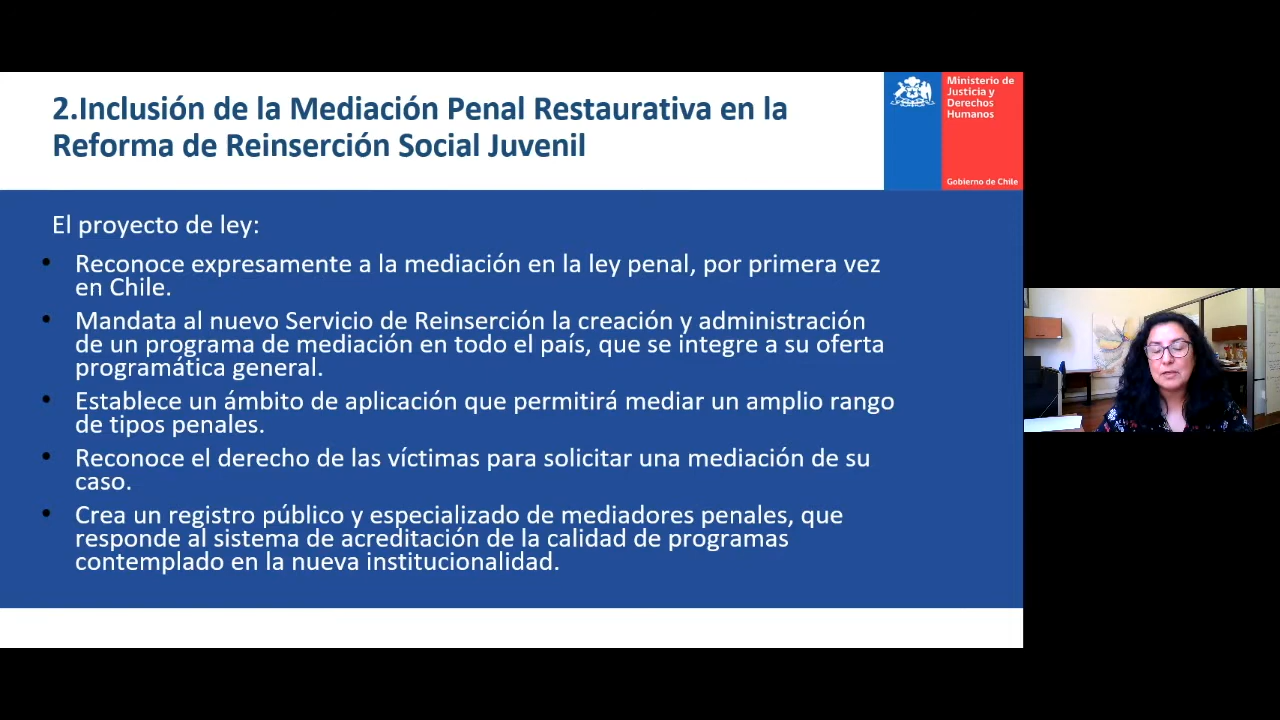 2.Inclusión de la Mediación Penal Restaurativa en la
Reforma de Reinserción Social Juvenil
Ministerio de
Justicia y
Derechos
Humanos
Gobierno de Chile
El proyecto de ley:
• Reconoce expresamente a la mediación en la ley penal, por primera vez
en Chile.
• Mandata al nuevo Servicio de Reinserción la creación y administración
de un programa de mediación en todo el país, que se integre a su oferta
programática general.
• Establece un ámbito de aplicación que permitirá mediar un amplio rango
de tipos penales.
• Reconoce el derecho de las víctimas para solicitar una mediación de su
caso.
• Crea un registro público y especializado de mediadores penales, que
responde al sistema de acreditación de la calidad de programas
contemplado en la nueva institucionalidad.